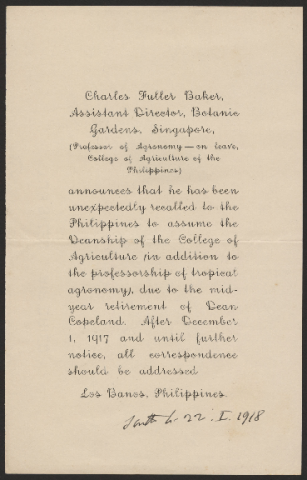 Charles Fuller Baker,
Assistant Director, Botanic
Gardens, Singapore,
(Professor of Agronomy — on leave,
College of Agriculture of the
Philippines)
announces that he has been
unexpectedly recalled to the
Philippines to assume the
Deanship of the College of
Agriculture (in addition to
the professorship of tropical
agronomy), due to the mid-
year retirement of Dean
Copeland. After December
1, 1917 and until further
notice, all correspondence
should be addressed
Los Banos, Philippines.
22. I. 1918